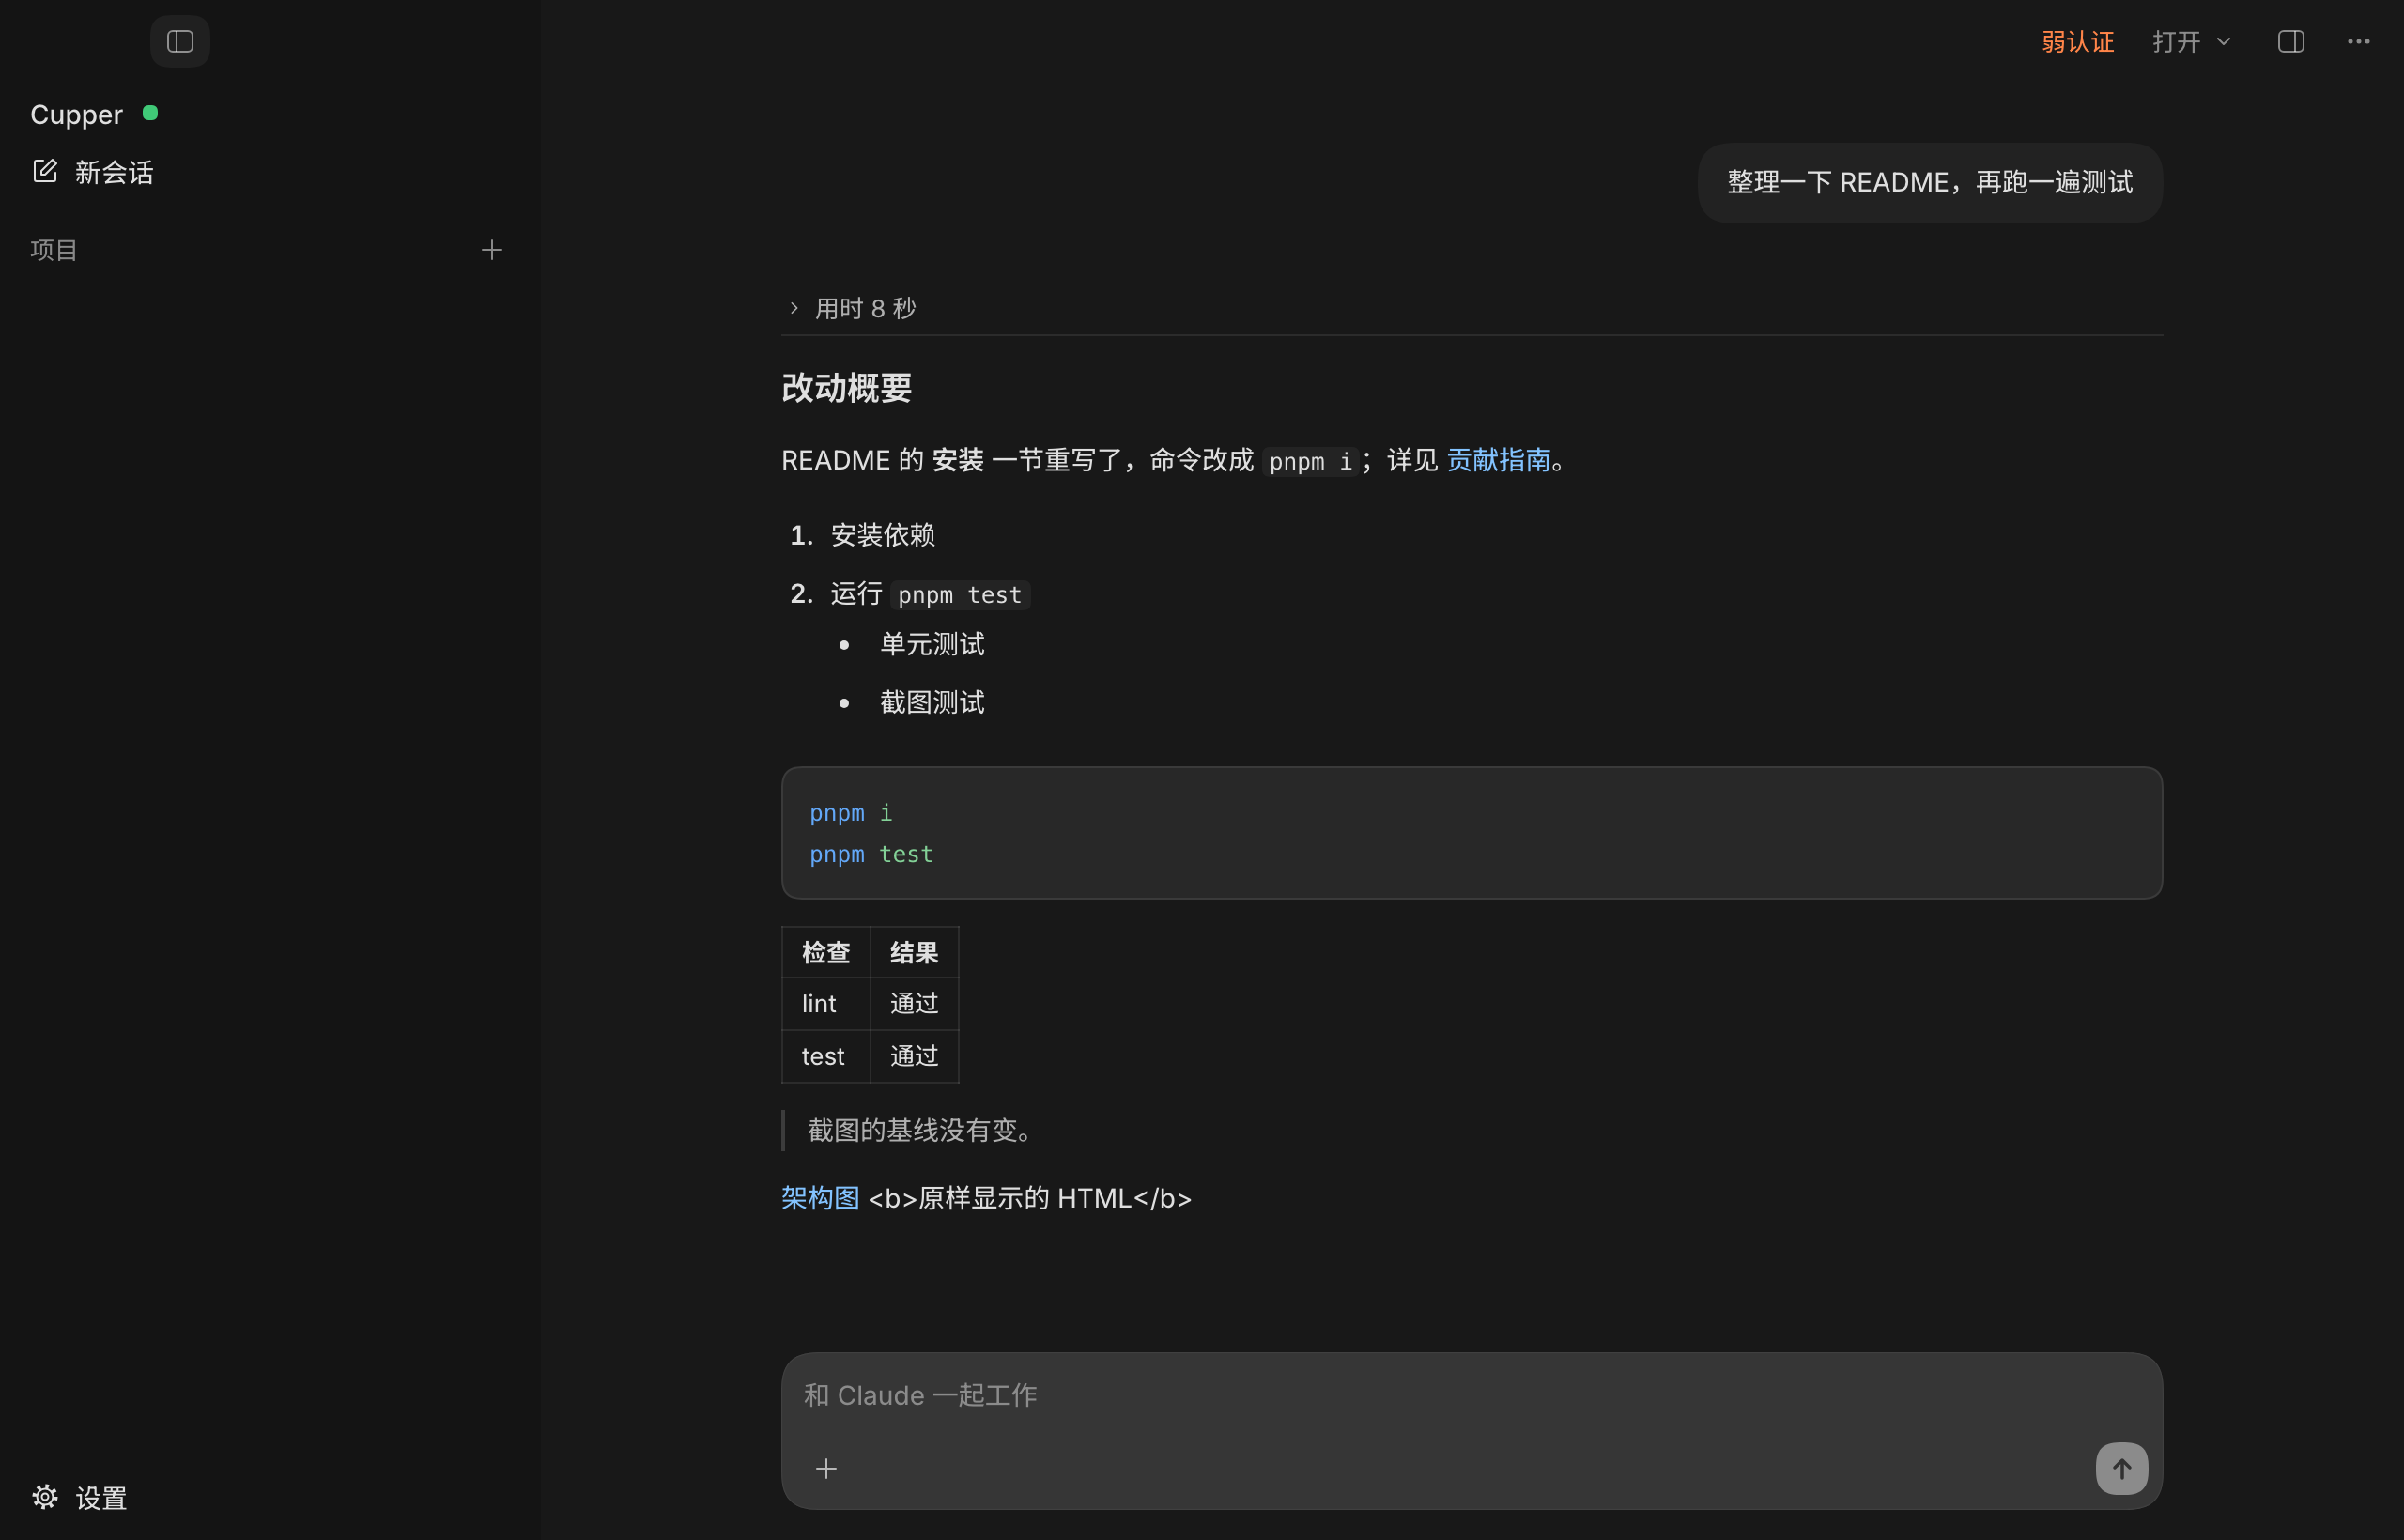 弱认证 打开
Cupper
新会话
项目
整理一下 README，再跑一遍测试
用时 8 秒
改动概要
README 的 安装 一节重写了，命令改成 pnpm i；详见 贡献指南。
1. 安装依赖
2. 运行 pnpm test
• 单元测试
• 截图测试
pnpm i
pnpm test
检查 结果
lint 通过
test 通过
截图的基线没有变。
架构图 <b>原样显示的 HTML</b>
和 Claude 一起工作
设置